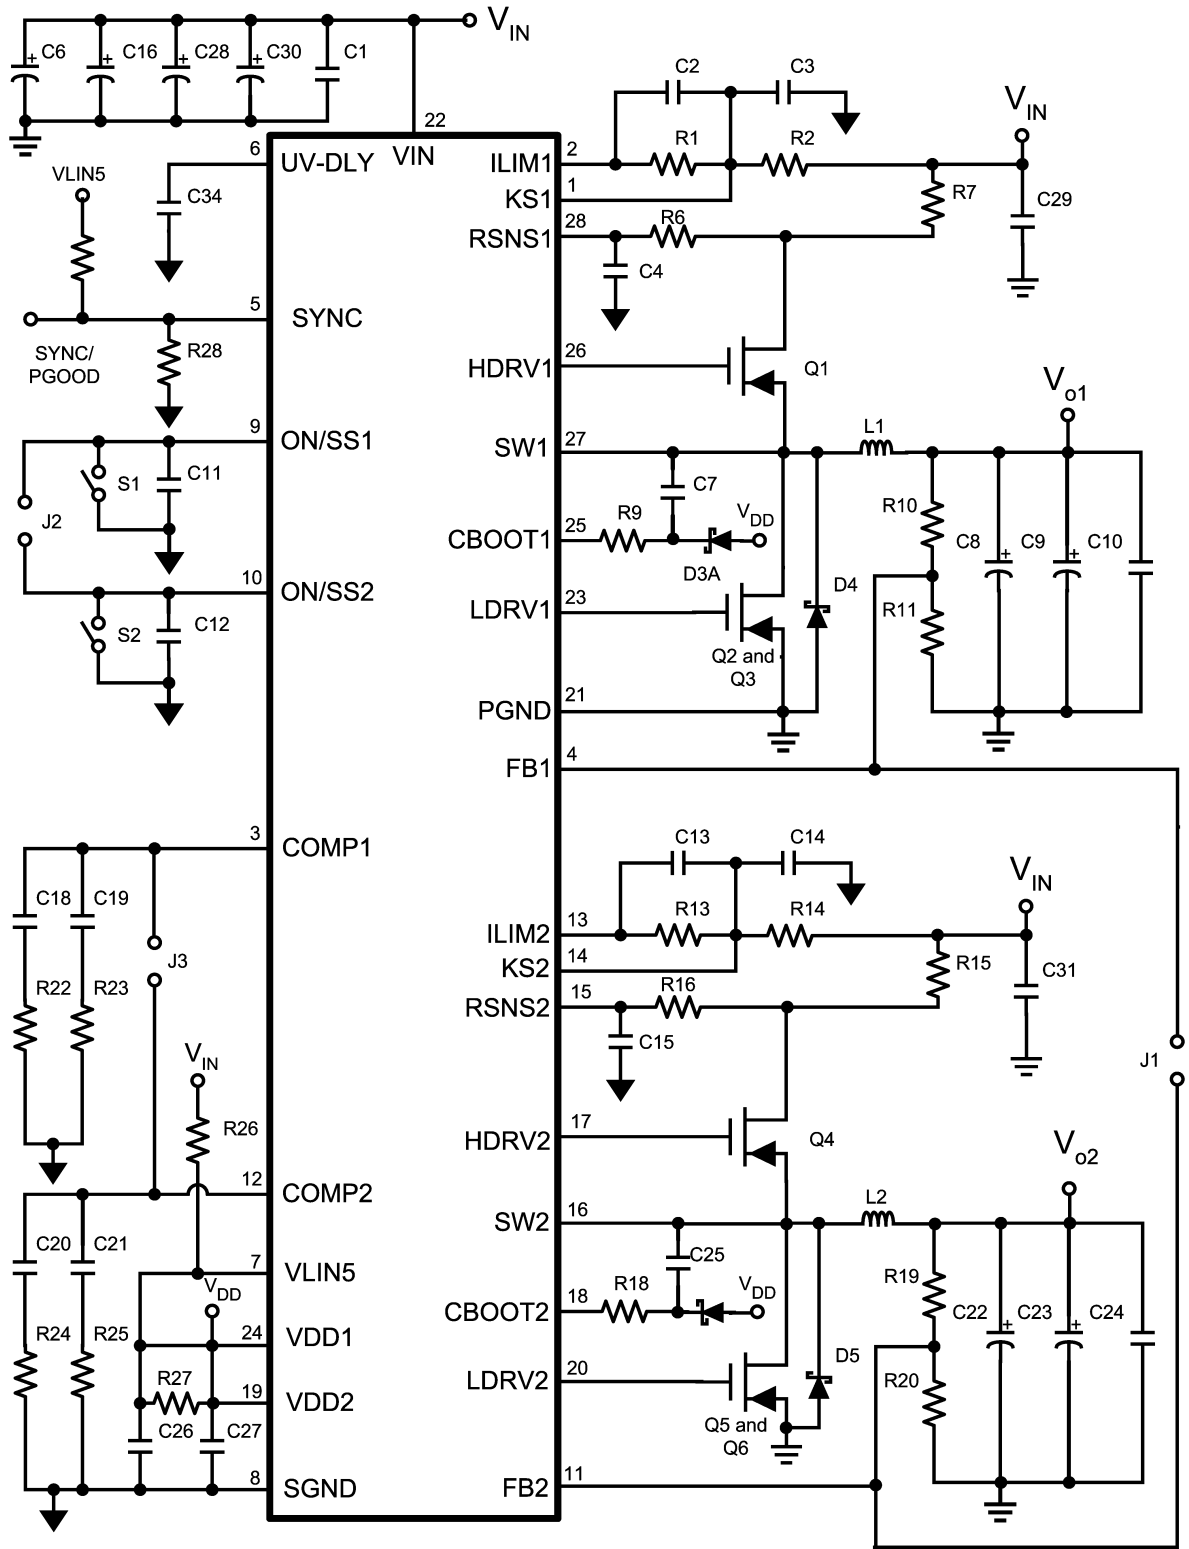 VIN
C6 C16 C28 C30 C1
+ + + +
22
VIN
6 UV-DLY
C34
VLIN5
5 SYNC
SYNC/
PGOOD
R28
9 ON/SS1
S1 C11
J2
10 ON/SS2
S2 C12
3 COMP1
C18 C19
J3
R22 R23
VIN
R26
12 COMP2
C20 C21
7 VLIN5
VDD
R24 R25
24 VDD1
R27
19 VDD2
C26 C27
8 SGND
C2 C3
VIN
ILIM1 2
R1 R2
KS1 1
R7 C29
RSNS1 28
R6
C4
HDRV1 26
Q1
Vo1
SW1 27
L1
C7
R10
CBOOT1 25
R9
VDD
D3A
C8 + C9 + C10
LDRV1 23
D4
R11
Q2 and
Q3
PGND 21
FB1 4
C13 C14
VIN
ILIM2 13
R13 R14
KS2 14
R15 C31
RSNS2 15
R16
C15
J1
HDRV2 17
Q4
Vo2
SW2 16
L2
C25
R19
CBOOT2 18
R18
VDD
C22 + C23 + C24
LDRV2 20
D5
R20
Q5 and
Q6
FB2 11